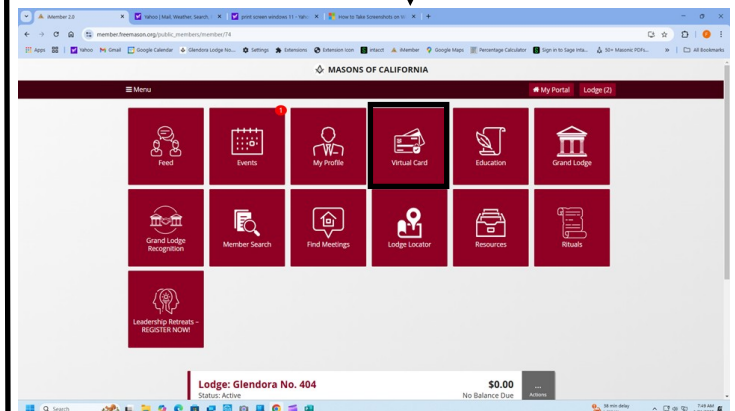 iMember 2.0
Yahoo | Mail, Weather, Search
print screen windows 11 - Yah
How to Take Screenshots on W
member.freemason.org/public_members/member/74
Apps
Yahoo
Gmail
Google Calendar
Glendora Lodge No...
Settings
Extensions
Extension Icon
intacct
iMember
Google Maps
Percentage Calculator
Sign in to Sage Inta...
50+ Masonic PDFs...
All Bookmarks
MASONS OF CALIFORNIA
Menu
My Portal
Lodge (2)
1
Feed
Events
My Profile
Virtual Card
Education
Grand Lodge
Grand Lodge
Recognition
Member Search
Find Meetings
Lodge Locator
Resources
Rituals
Leadership Retreats –
REGISTER NOW!
Lodge: Glendora No. 404
Status: Active
$0.00
No Balance Due
...
Actions
Search
38 min delay
7:48 AM